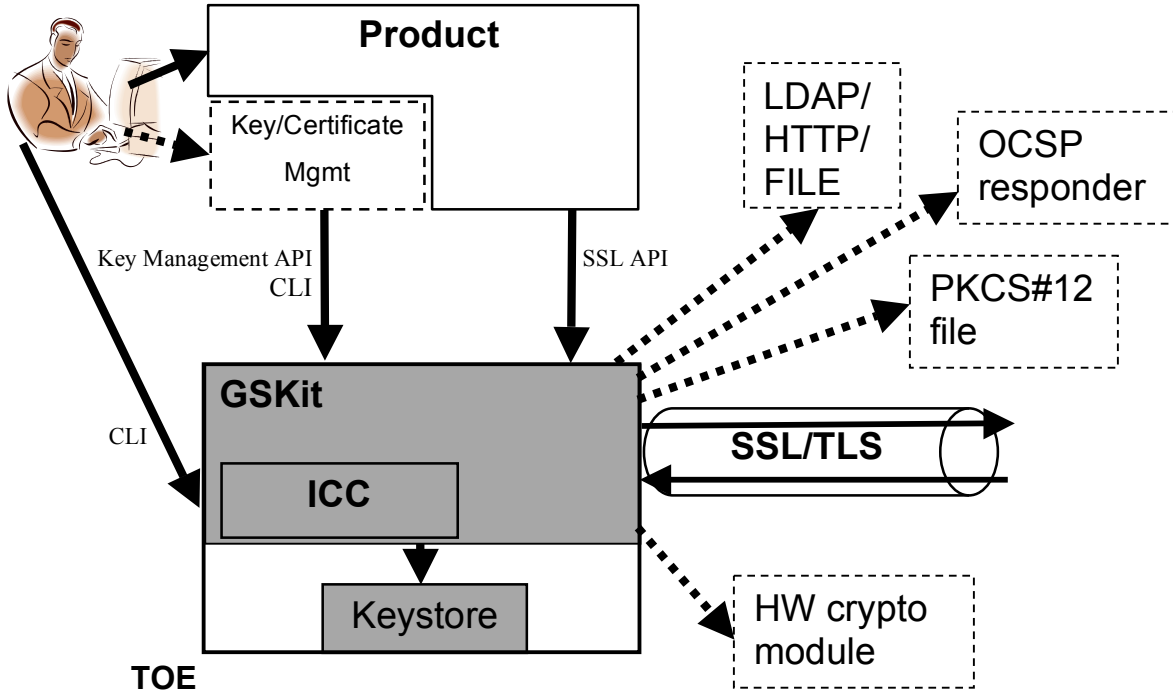 Product
Key/Certificate
Mgmt
LDAP/
HTTP/
FILE
OCSP
responder
Key Management API
CLI
SSL API
PKCS#12
file
GSKit
CLI
SSL/TLS
ICC
Keystore
HW crypto
module
TOE